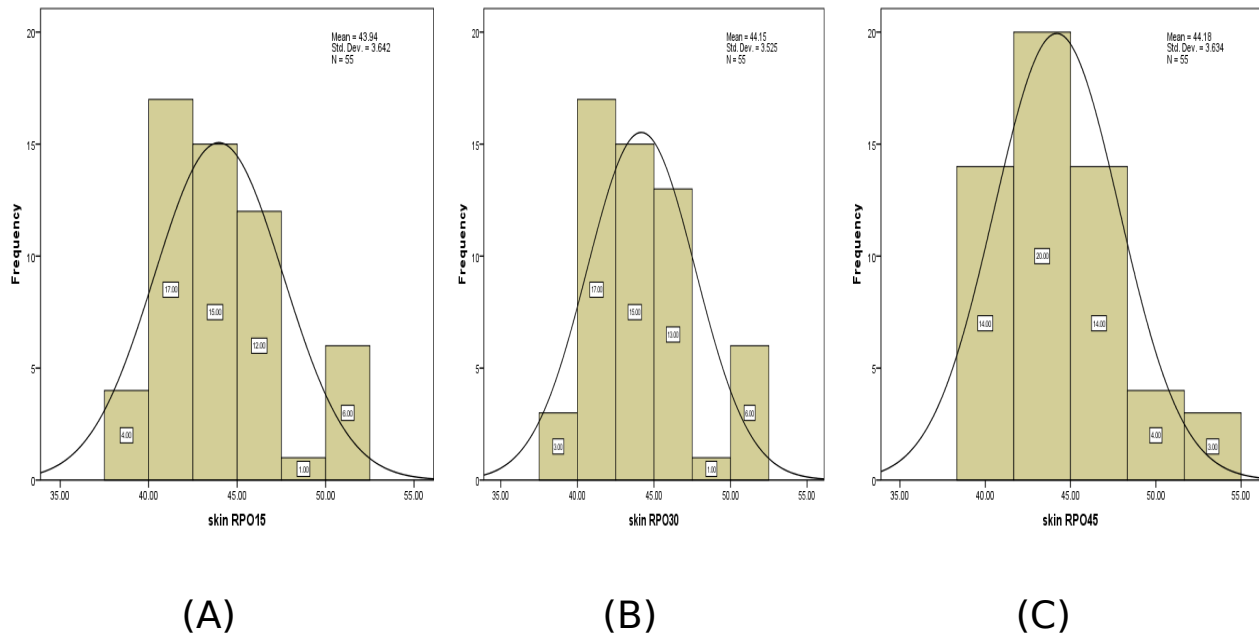 Mean = 43.94
Std. Dev. = 3.642
N = 55
20
15
10
5
0
Frequency
4.00
17.00
15.00
12.00
1.00
6.00
35.00 40.00 45.00 50.00 55.00
skin RPO15
(A)
Mean = 44.15
Std. Dev. = 3.525
N = 55
20
15
10
5
0
Frequency
3.00
17.00
15.00
13.00
1.00
6.00
35.00 40.00 45.00 50.00 55.00
skin RPO30
(B)
Mean = 44.18
Std. Dev. = 3.634
N = 55
20
15
10
5
0
Frequency
14.00
20.00
14.00
4.00
3.00
35.00 40.00 45.00 50.00 55.00
skin RPO45
(C)